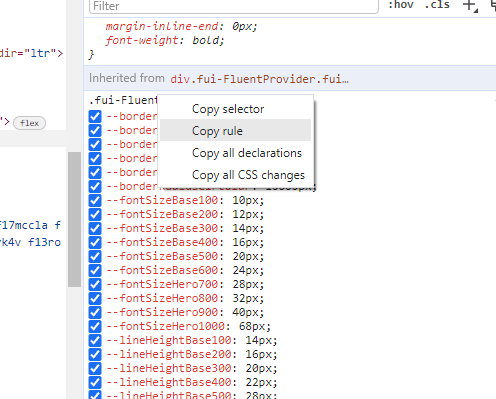 Filter
:hov .cls
margin-inline-end: 0px;
font-weight: bold;
}
dir="ltr">
Inherited from div.fui-FluentProvider.fui…
.fui-Fluent
"> flex
Copy selector
Copy rule
Copy all declarations
Copy all CSS changes
--border
--border
--border
--border
--border
--border
--fontSizeBase100: 10px;
--fontSizeBase200: 12px;
--fontSizeBase300: 14px;
--fontSizeBase400: 16px;
--fontSizeBase500: 20px;
--fontSizeBase600: 24px;
--fontSizeHero700: 28px;
--fontSizeHero800: 32px;
--fontSizeHero900: 40px;
--fontSizeHero1000: 68px;
--lineHeightBase100: 14px;
--lineHeightBase200: 16px;
--lineHeightBase300: 20px;
--lineHeightBase400: 22px;
--lineHeightBase500: 28px;
f17mccla f
k4v f13ro